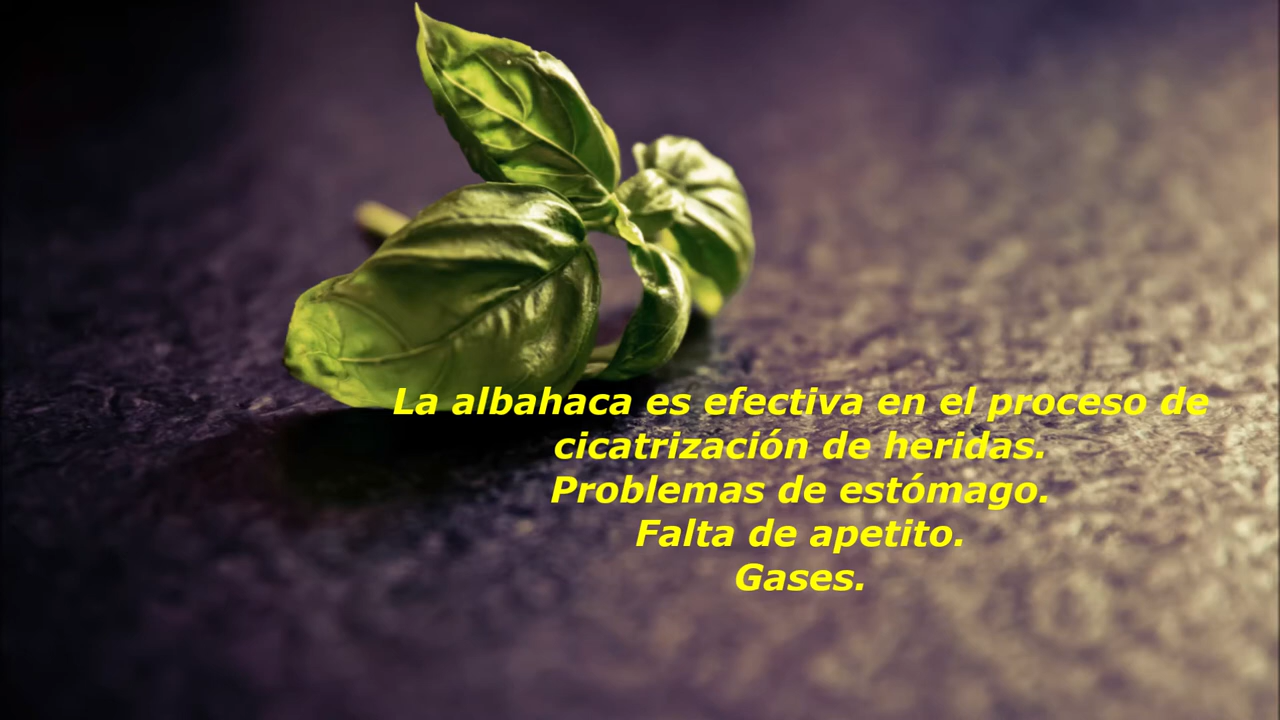 La albahaca es efectiva en el proceso de
cicatrización de heridas.
Problemas de estómago.
Falta de apetito.
Gases.